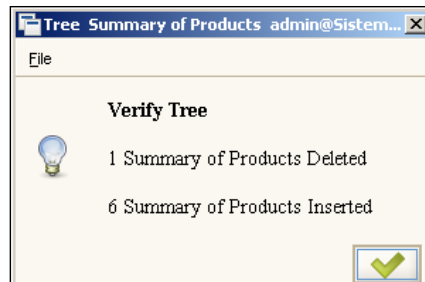 Tree Summary of Products admin@Sistem...
File
Verify Tree
1 Summary of Products Deleted
6 Summary of Products Inserted